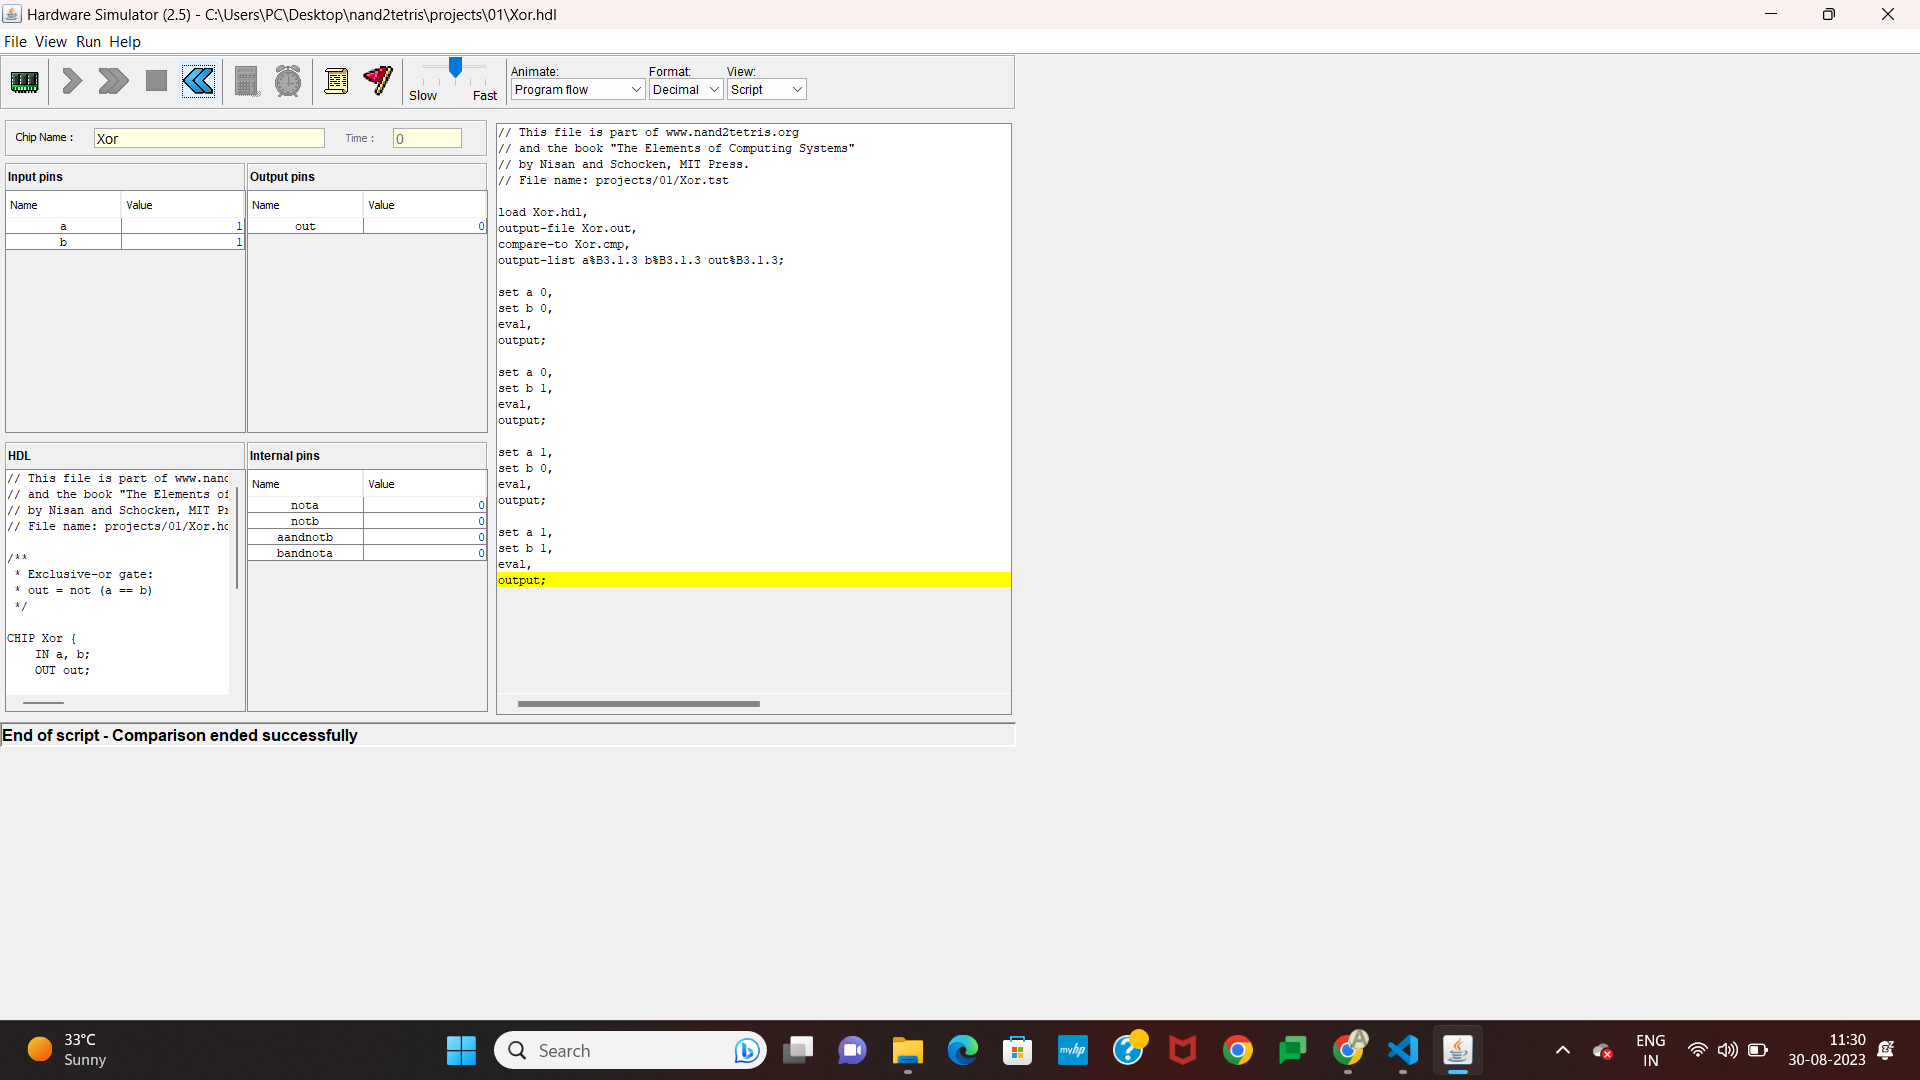 Hardware Simulator (2.5) - C:\Users\PC\Desktop\nand2tetris\projects\01\Xor.hdl
File View Run Help
Slow Fast
Animate: Format: View:
Program flow Decimal Script
Chip Name : Xor Time : 0
Input pins
Name Value
a 1
b 1
Output pins
Name Value
out 0
HDL
// This file is part of www.nand
// and the book "The Elements of
// by Nisan and Schocken, MIT Pr
// File name: projects/01/Xor.hd
/**
* Exclusive-or gate:
* out = not (a == b)
*/
CHIP Xor {
IN a, b;
OUT out;
Internal pins
Name Value
nota 0
notb 0
aandnotb 0
bandnota 0
// This file is part of www.nand2tetris.org
// and the book "The Elements of Computing Systems"
// by Nisan and Schocken, MIT Press.
// File name: projects/01/Xor.tst
load Xor.hdl,
output-file Xor.out,
compare-to Xor.cmp,
output-list a%B3.1.3 b%B3.1.3 out%B3.1.3;
set a 0,
set b 0,
eval,
output;
set a 0,
set b 1,
eval,
output;
set a 1,
set b 0,
eval,
output;
set a 1,
set b 1,
eval,
output;
End of script - Comparison ended successfully
33°C
Sunny
Search
myhp
A
ENG
IN
11:30
30-08-2023